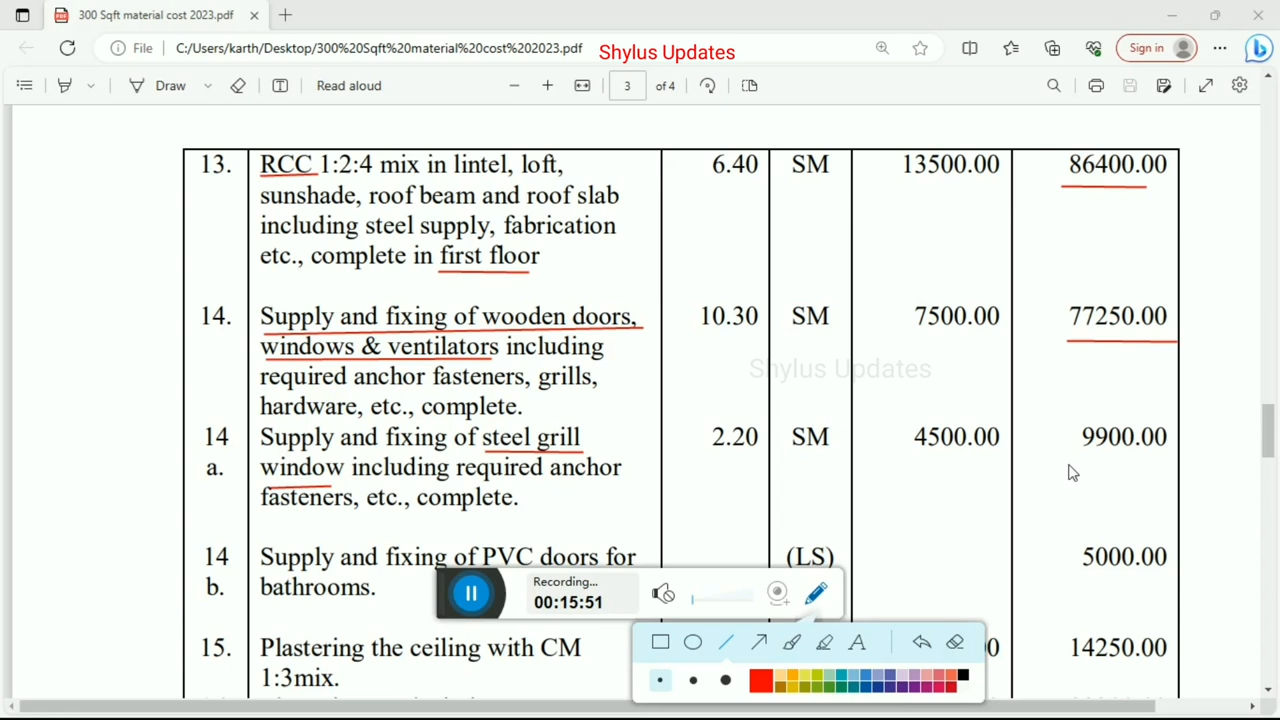 300 Sqft material cost 2023.pdf
File C:/Users/karth/Desktop/300%20Sqft%20material%20cost%202023.pdf Shylus Updates Sign in
Draw Read aloud 3 of 4
13. RCC 1:2:4 mix in lintel, loft, 6.40 SM 13500.00 86400.00
sunshade, roof beam and roof slab
including steel supply, fabrication
etc., complete in first floor
14. Supply and fixing of wooden doors, 10.30 SM 7500.00 77250.00
windows & ventilators including
Shylus Updates
required anchor fasteners, grills,
hardware, etc., complete.
14 Supply and fixing of steel grill 2.20 SM 4500.00 9900.00
a. window including required anchor
fasteners, etc., complete.
14 Supply and fixing of PVC doors for (LS) 5000.00
b. bathrooms.
Recording...
00:15:51
15. Plastering the ceiling with CM 14250.00
1:3mix.